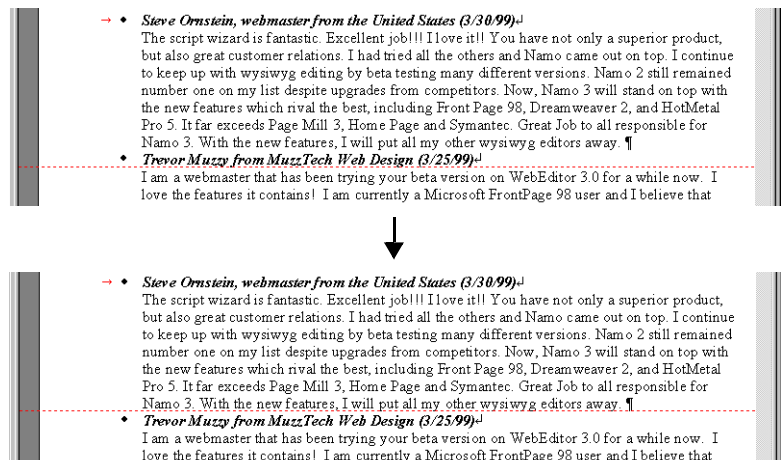 → ◆ Steve Ornstein, webmaster from the United States (3/30/99)↵
The script wizard is fantastic. Excellent job!!! I love it!! You have not only a superior product,
but also great customer relations. I had tried all the others and Namo came out on top. I continue
to keep up with wysiwyg editing by beta testing many different versions. Namo 2 still remained
number one on my list despite upgrades from competitors. Now, Namo 3 will stand on top with
the new features which rival the best, including Front Page 98, Dreamweaver 2, and HotMetal
Pro 5. It far exceeds Page Mill 3, Home Page and Symantec. Great Job to all responsible for
Namo 3. With the new features, I will put all my other wysiwyg editors away. ¶
◆ Trevor Muzzy from MuzzTech Web Design (3/25/99)↵
I am a webmaster that has been trying your beta version on WebEditor 3.0 for a while now. I
love the features it contains! I am currently a Microsoft FrontPage 98 user and I believe that
→ ◆ Steve Ornstein, webmaster from the United States (3/30/99)↵
The script wizard is fantastic. Excellent job!!! I love it!! You have not only a superior product,
but also great customer relations. I had tried all the others and Namo came out on top. I continue
to keep up with wysiwyg editing by beta testing many different versions. Namo 2 still remained
number one on my list despite upgrades from competitors. Now, Namo 3 will stand on top with
the new features which rival the best, including Front Page 98, Dreamweaver 2, and HotMetal
Pro 5. It far exceeds Page Mill 3, Home Page and Symantec. Great Job to all responsible for
Namo 3. With the new features, I will put all my other wysiwyg editors away. ¶
◆ Trevor Muzzy from MuzzTech Web Design (3/25/99)↵
I am a webmaster that has been trying your beta version on WebEditor 3.0 for a while now. I
love the features it contains! I am currently a Microsoft FrontPage 98 user and I believe that